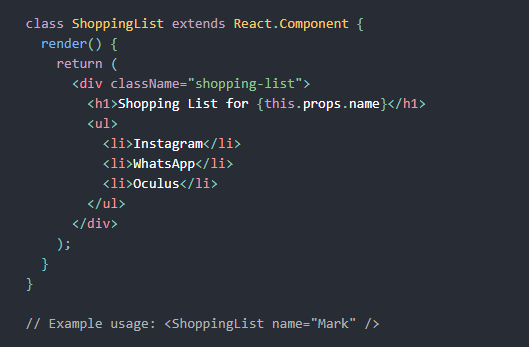 class ShoppingList extends React.Component {
  render() {
    return (
      <div className="shopping-list">
        <h1>Shopping List for {this.props.name}</h1>
        <ul>
          <li>Instagram</li>
          <li>WhatsApp</li>
          <li>Oculus</li>
        </ul>
      </div>
    );
  }
}

// Example usage: <ShoppingList name="Mark" />